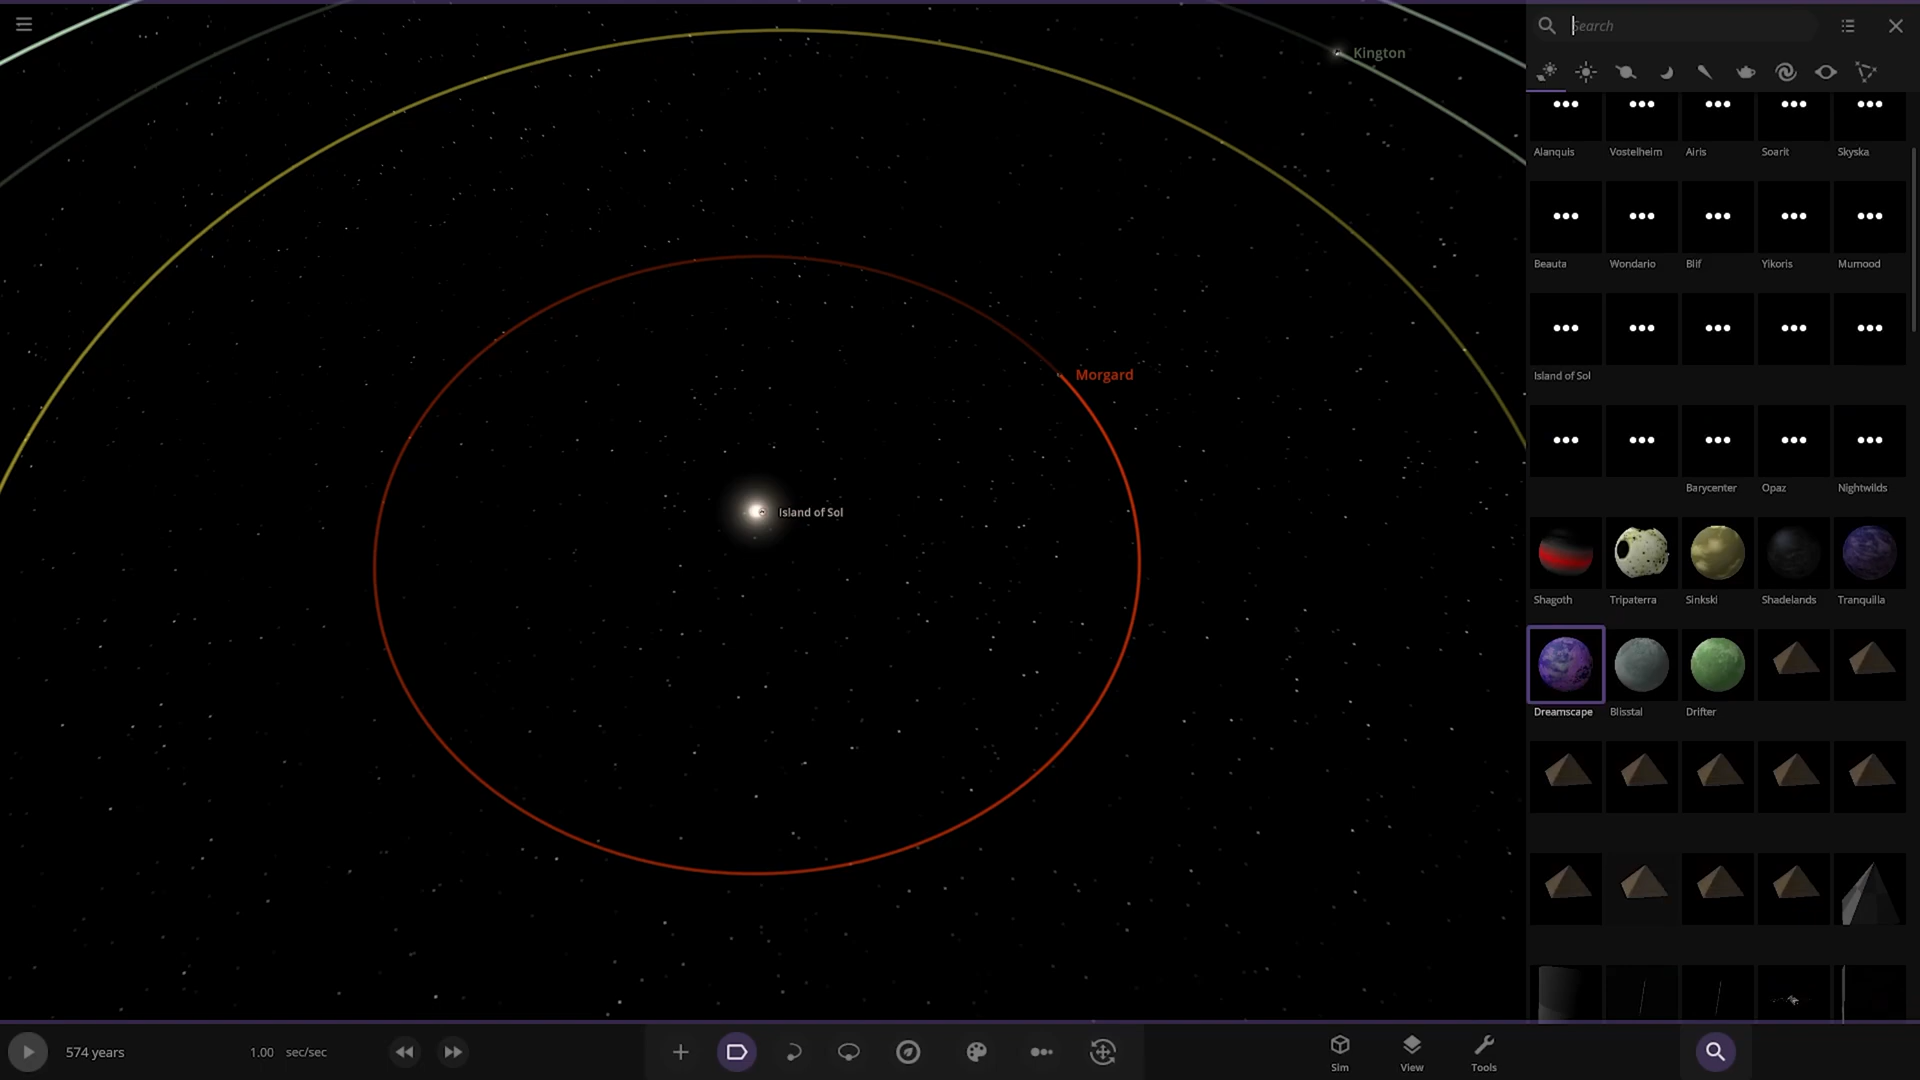 Search
Kington
Alanquis Vostelheim Airis Soarit Skyska
Beauta Wondario Blif Yikoris Mumood
Island of Sol
Morgard
Barycenter Opaz Nightwilds
Island of Sol
Shagoth Tripaterra Sinkski Shadelands Tranquilla
Dreamscape Blisstal Drifter
574 years 1.00 sec/sec
Sim View Tools